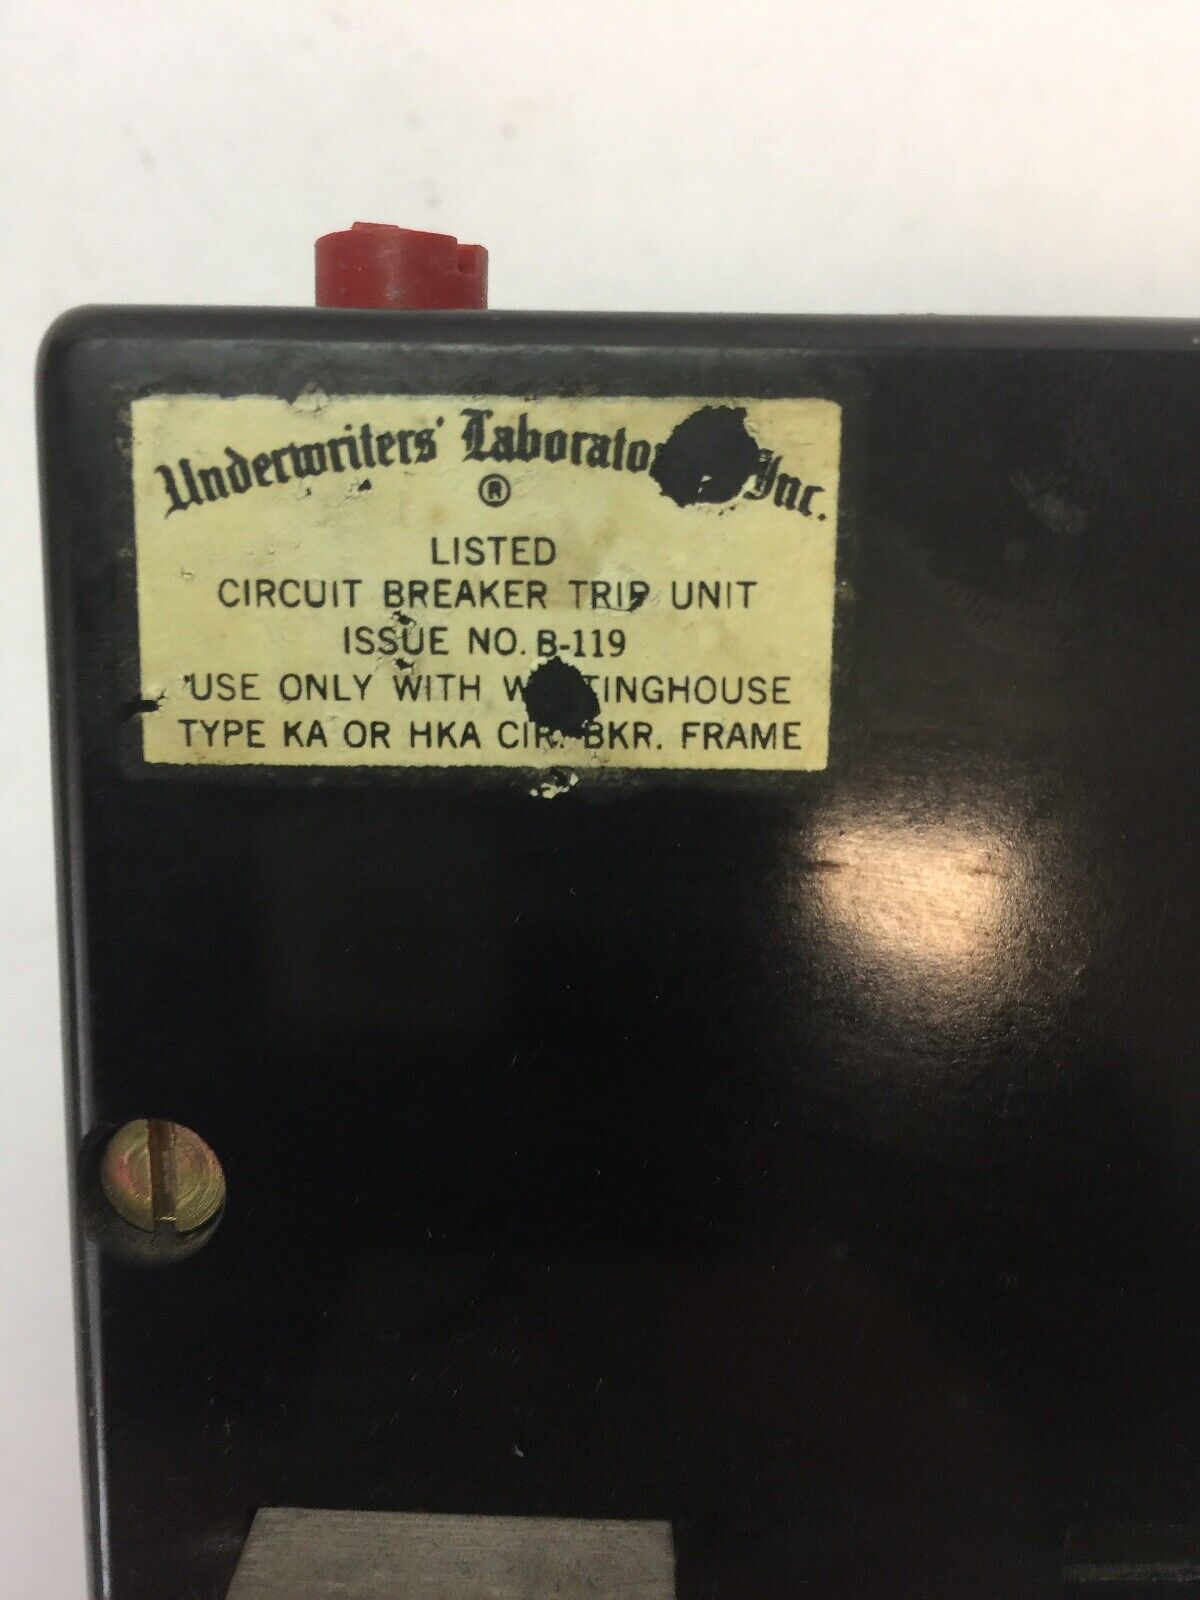 Underwriters' Laborato Inc.
®
LISTED
CIRCUIT BREAKER TRIP UNIT
ISSUE NO. B-119
USE ONLY WITH W TINGHOUSE
TYPE KA OR HKA CIR. BKR. FRAME